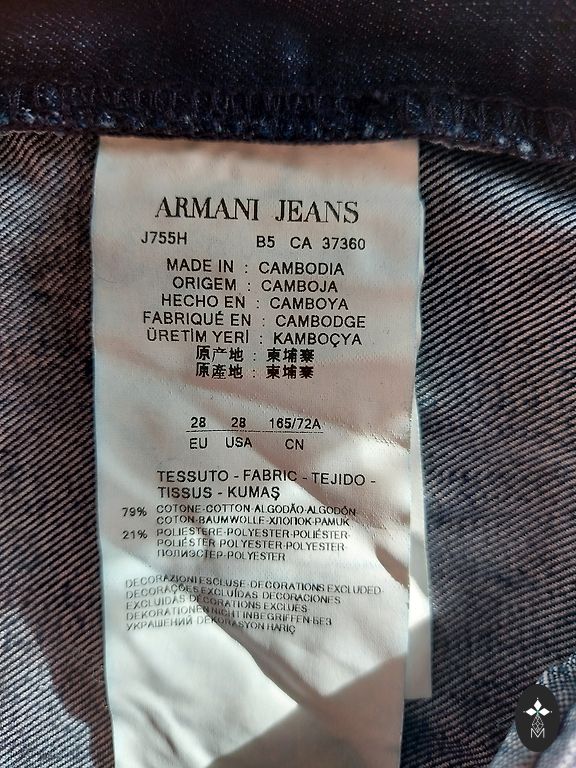 ARMANI JEANS
J755H B5 CA 37360
MADE IN : CAMBODIA
ORIGEM : CAMBOJA
HECHO EN : CAMBOYA
FABRIQUÉ EN : CAMBODGE
ÜRETİM YERİ : KAMBOÇYA
原产地 : 柬埔寨
原產地 : 柬埔寨
28 28 165/72A
EU USA CN
TESSUTO - FABRIC - TEJIDO -
TISSUS - KUMAŞ
79% COTONE-COTTON-ALGODÃO-ALGODÓN
COTON-BAUMWOLLE-ХЛОПОК-PAMUK
21% POLIESTERE-POLYESTER-POLIÉSTER-
POLIÉSTER-POLYESTER-POLYESTER-
ПОЛИЭСТЕР-POLYESTER
DECORAZIONI ESCLUSE-DECORATIONS EXCLUDED-
DECORAÇÕES EXCLUÍDAS DECORACIONES
EXCLUIDAS DÉCORATIONS EXCLUES
DEKORATIONEN NICHT INBEGRIFFEN-БЕЗ
УКРАШЕНИЙ DEKORASYON HARİÇ
M